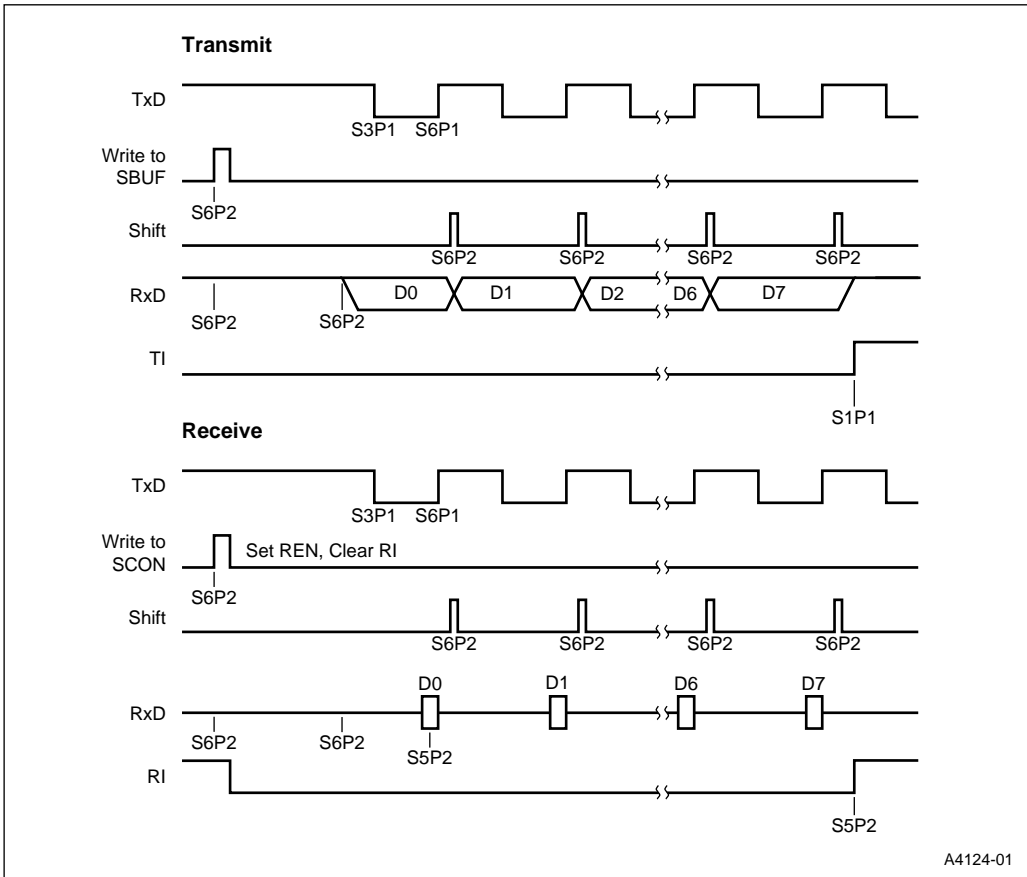 Transmit
TxD
S3P1 S6P1
Write to
SBUF
S6P2
Shift
S6P2 S6P2 S6P2 S6P2
RxD D0 D1 D2 D6 D7
S6P2 S6P2
TI
S1P1
Receive
TxD
S3P1 S6P1
Write to
SCON
Set REN, Clear RI
S6P2
Shift
S6P2 S6P2 S6P2 S6P2
D0 D1 D6 D7
RxD
S6P2 S6P2 S5P2
RI
S5P2
A4124-01